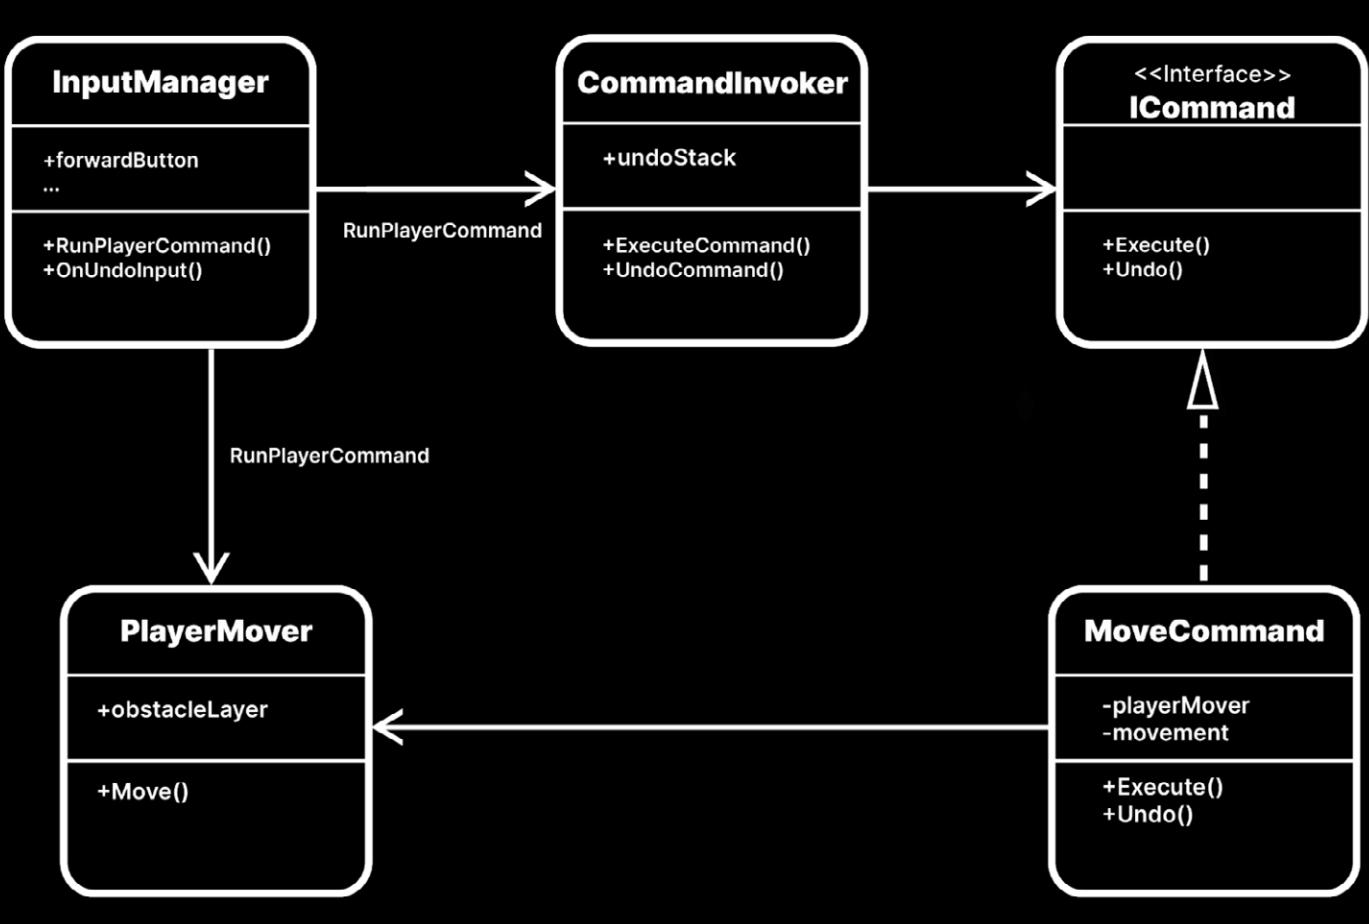 InputManager
+forwardButton
...
+RunPlayerCommand()
+OnUndoInput()
RunPlayerCommand
CommandInvoker
+undoStack
+ExecuteCommand()
+UndoCommand()
<<Interface>>
ICommand
+Execute()
+Undo()
RunPlayerCommand
PlayerMover
+obstacleLayer
+Move()
MoveCommand
-playerMover
-movement
+Execute()
+Undo()